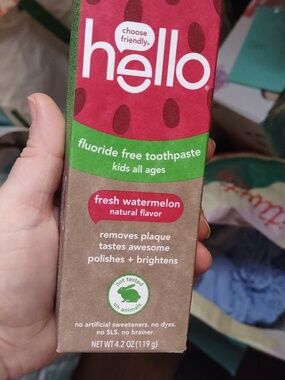 choose
friendly®
hello®
fluoride free toothpaste
kids all ages
fresh watermelon
natural flavor
removes plaque
tastes awesome
polishes + brightens
not tested
on animals
no artificial sweeteners. no dyes.
no SLS. no brainer.
NET WT 4.2 OZ (119 g)